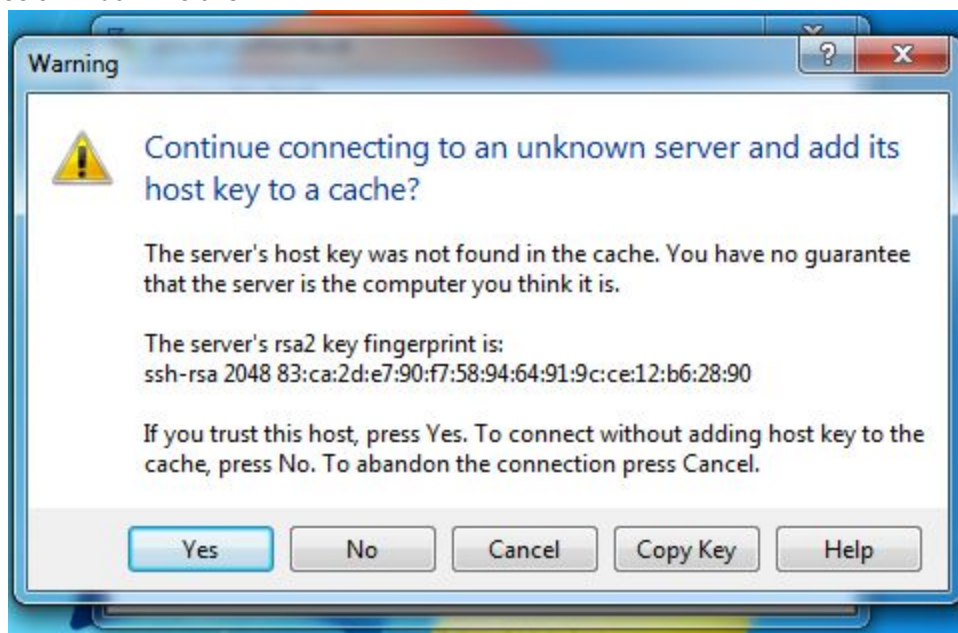 Warning
Continue connecting to an unknown server and add its
host key to a cache?
The server's host key was not found in the cache. You have no guarantee
that the server is the computer you think it is.
The server's rsa2 key fingerprint is:
ssh-rsa 2048 83:ca:2d:e7:90:f7:58:94:64:91:9c:ce:12:b6:28:90
If you trust this host, press Yes. To connect without adding host key to the
cache, press No. To abandon the connection press Cancel.
Yes No Cancel Copy Key Help